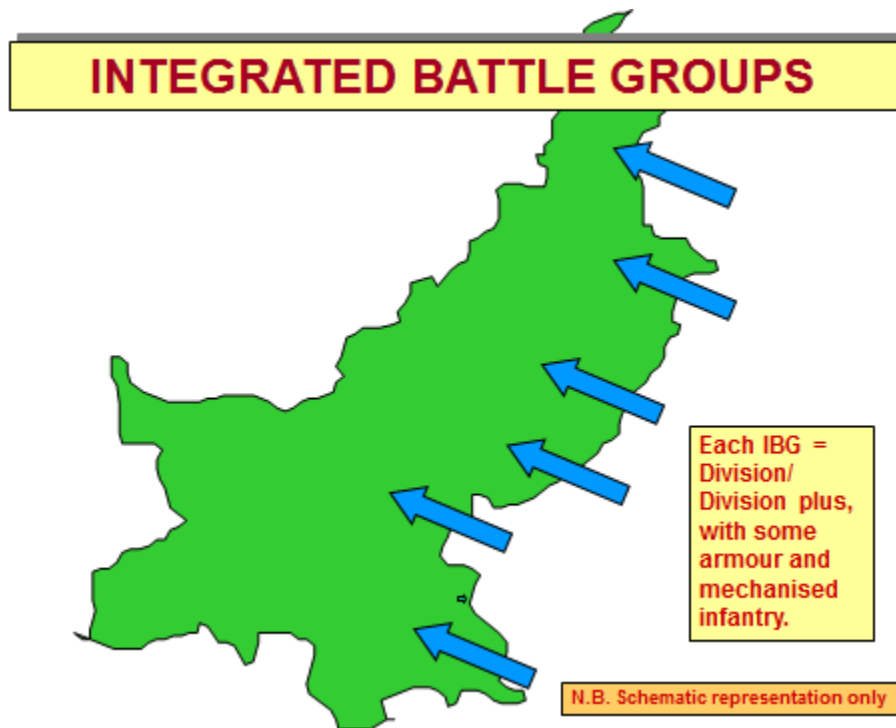 INTEGRATED BATTLE GROUPS
Each IBG =
Division/
Division plus,
with some
armour and
mechanised
infantry.
N.B. Schematic representation only